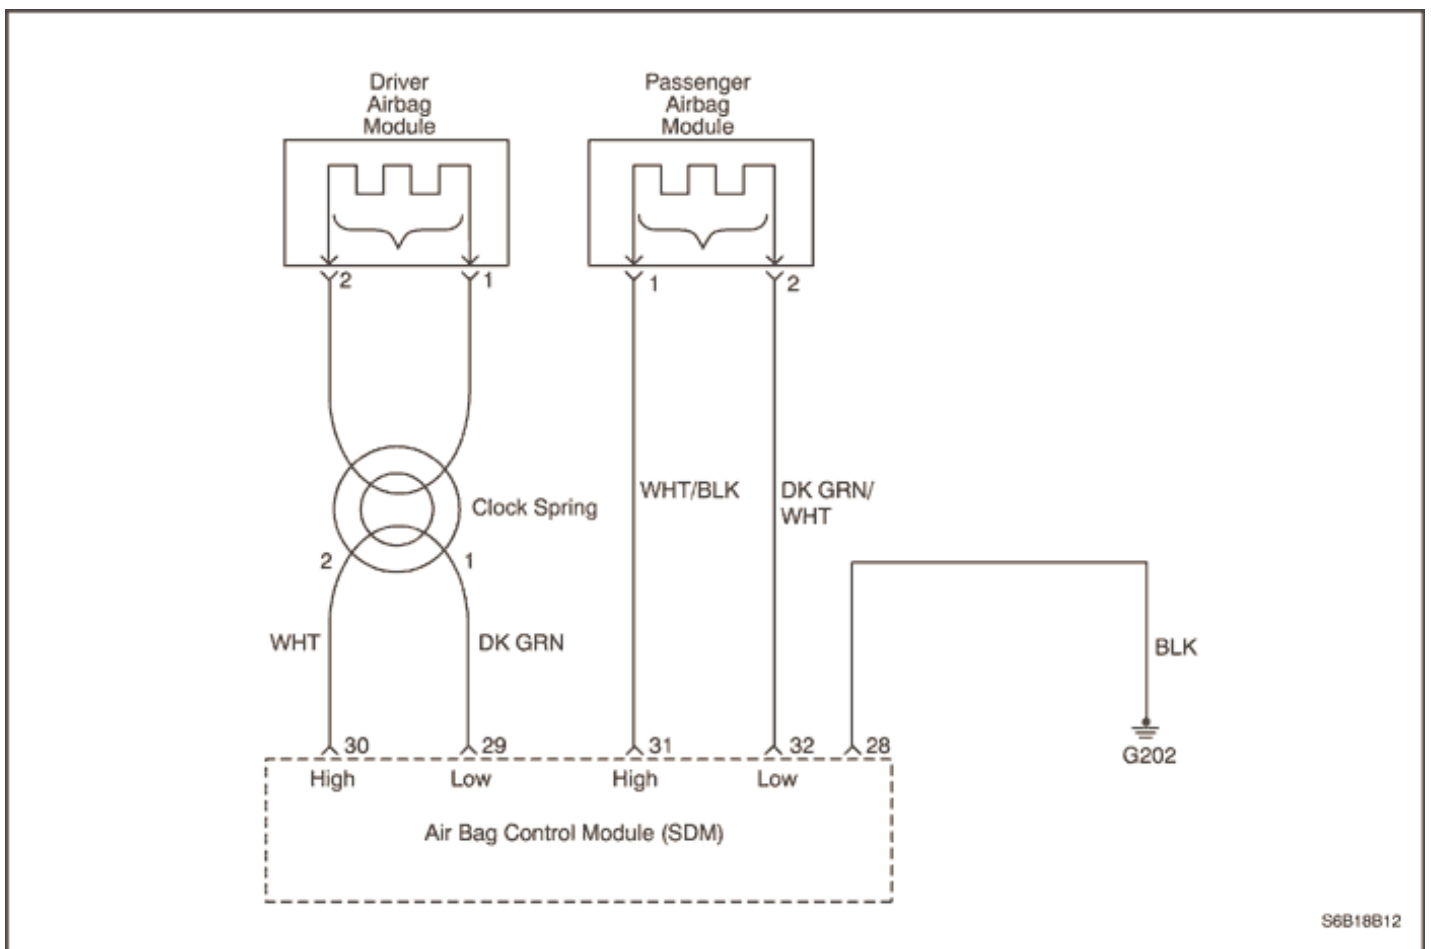 Driver
Airbag
Module
Passenger
Airbag
Module
2
1
1
2
WHT/BLK
DK GRN/
WHT
Clock Spring
2
1
WHT
DK GRN
BLK
30
29
31
32
28
G202
High
Low
High
Low
Air Bag Control Module (SDM)
S6B18B12